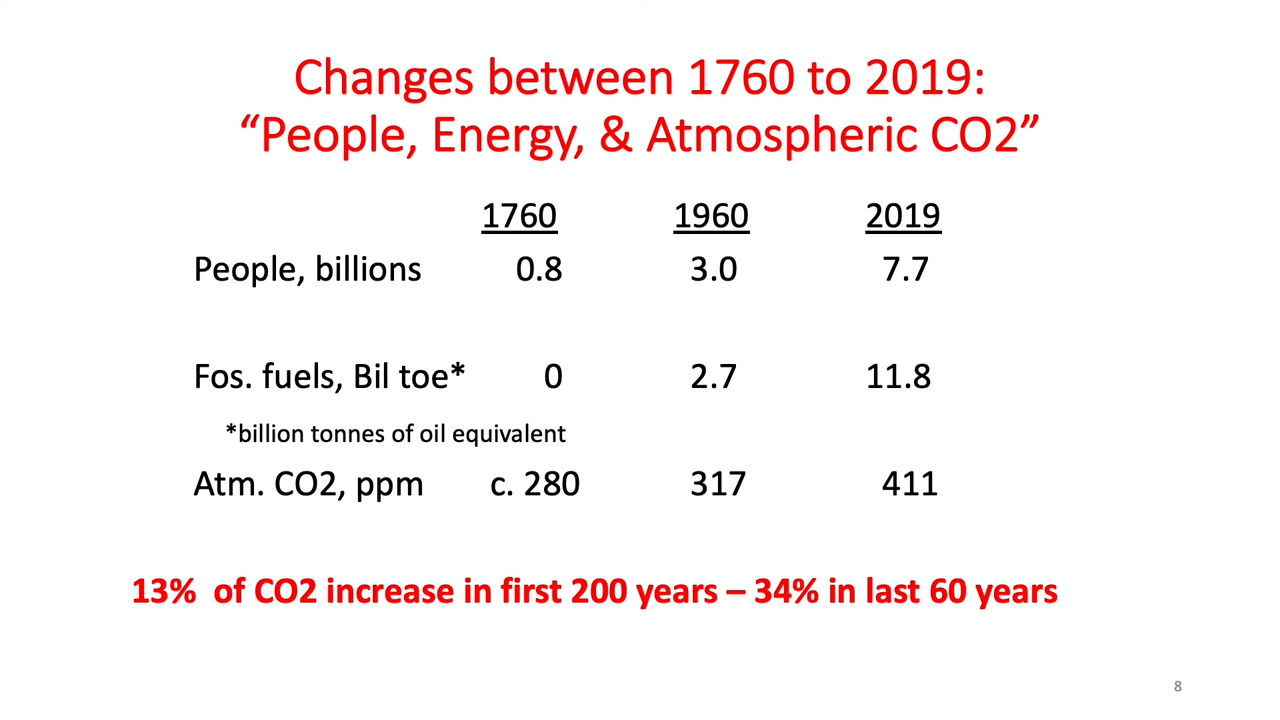 Changes between 1760 to 2019:
“People, Energy, & Atmospheric CO2”
1760 1960 2019
People, billions 0.8 3.0 7.7
Fos. fuels, Bil toe* 0 2.7 11.8
*billion tonnes of oil equivalent
Atm. CO2, ppm c. 280 317 411
13% of CO2 increase in first 200 years – 34% in last 60 years
8